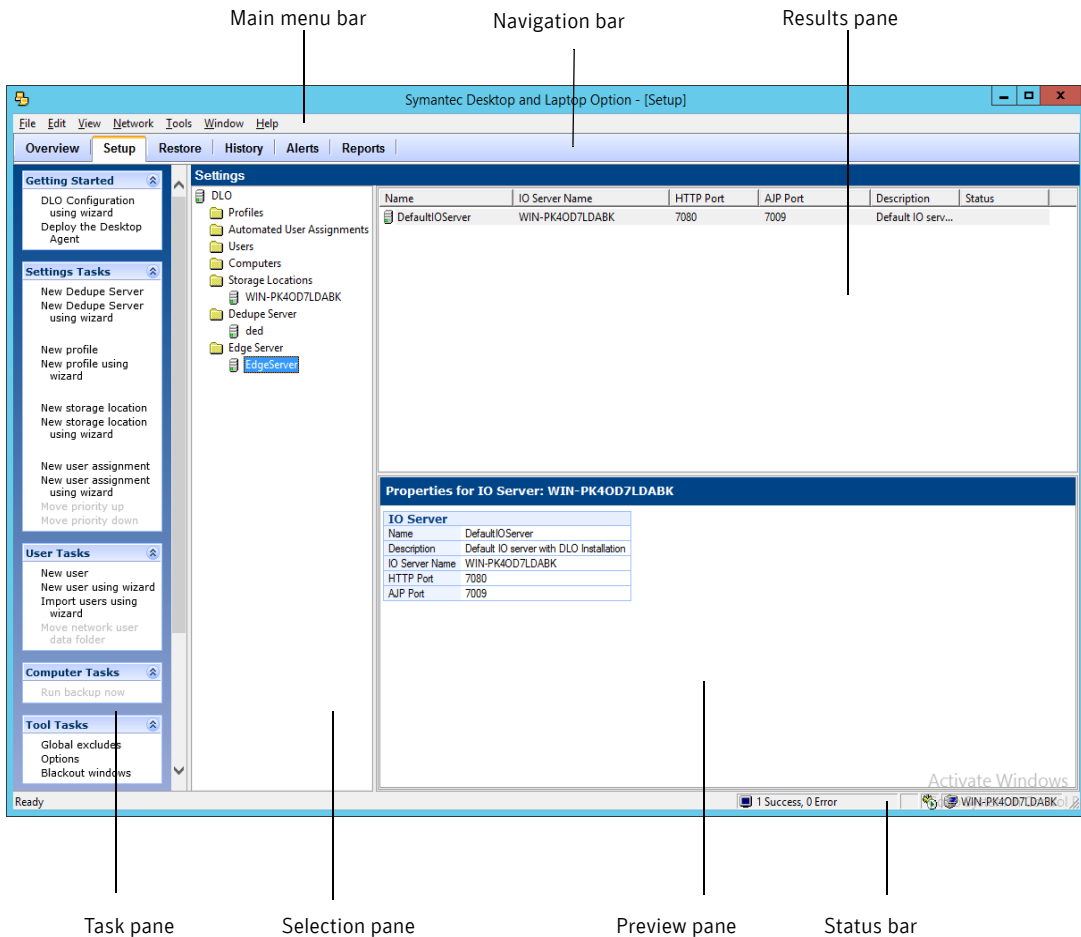 Main menu bar
Navigation bar
Results pane
Symantec Desktop and Laptop Option - [Setup]
File Edit View Network Tools Window Help
Overview Setup Restore History Alerts Reports
Getting Started
DLO Configuration
using wizard
Deploy the Desktop
Agent
Settings Tasks
New Dedupe Server
New Dedupe Server
using wizard
New profile
New profile using
wizard
New storage location
New storage location
using wizard
New user assignment
New user assignment
using wizard
Move priority up
Move priority down
User Tasks
New user
New user using wizard
Import users using
wizard
Move network user
data folder
Computer Tasks
Run backup now
Tool Tasks
Global excludes
Options
Blackout windows
Settings
DLO
Profiles
Automated User Assignments
Users
Computers
Storage Locations
WIN-PK4OD7LDABK
Dedupe Server
ded
Edge Server
EdgeServer
Name IO Server Name HTTP Port AJP Port Description Status
DefaultIOServer WIN-PK4OD7LDABK 7080 7009 Default IO serv...
Properties for IO Server: WIN-PK4OD7LDABK
IO Server
Name DefaultIOServer
Description Default IO server with DLO Installation
IO Server Name WIN-PK4OD7LDABK
HTTP Port 7080
AJP Port 7009
Activate Windows
Ready
1 Success, 0 Error
WIN-PK4OD7LDABK
Task pane
Selection pane
Preview pane
Status bar